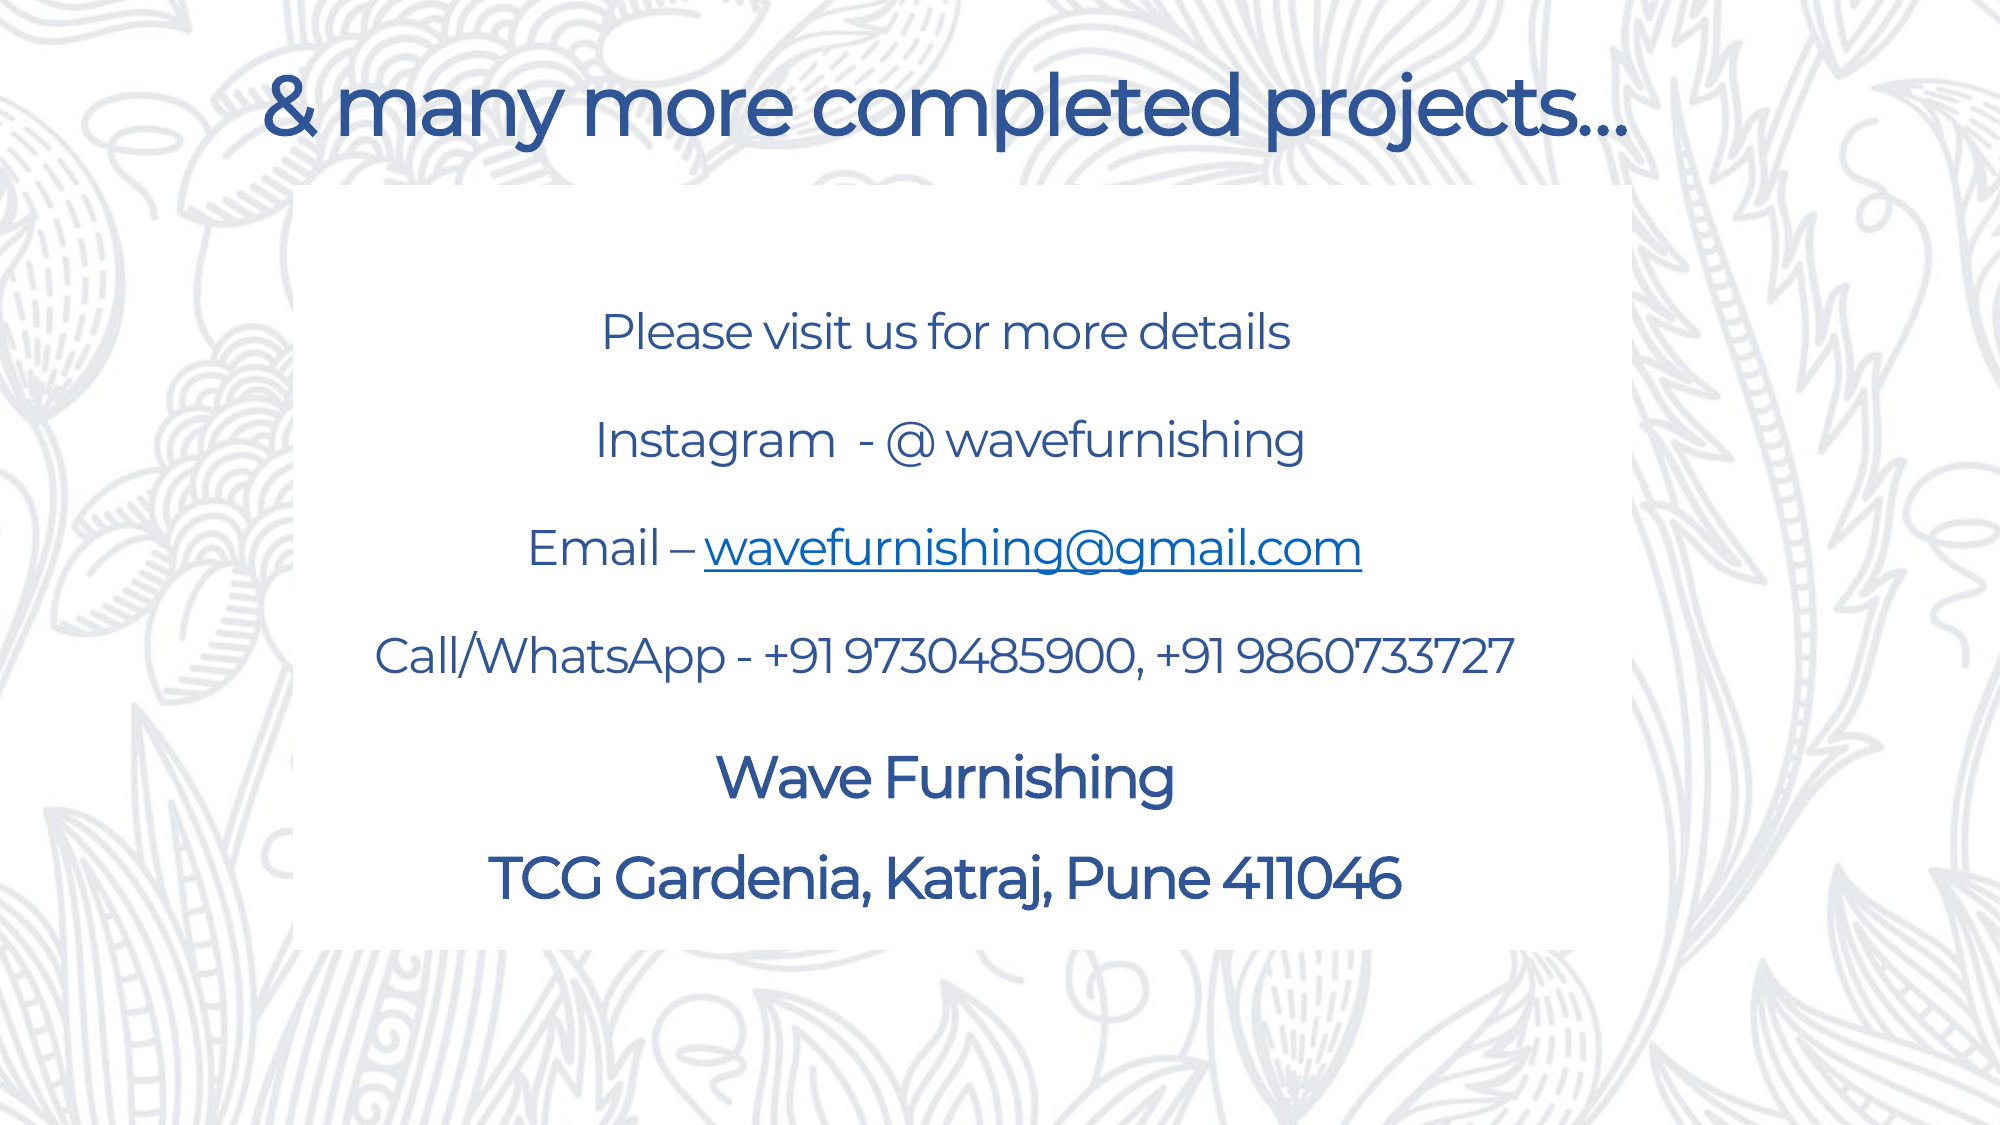 & many more completed projects...
Please visit us for more details
Instagram  - @ wavefurnishing
Email – wavefurnishing@gmail.com
Call/WhatsApp - +91 9730485900, +91 9860733727
Wave Furnishing
TCG Gardenia, Katraj, Pune 411046